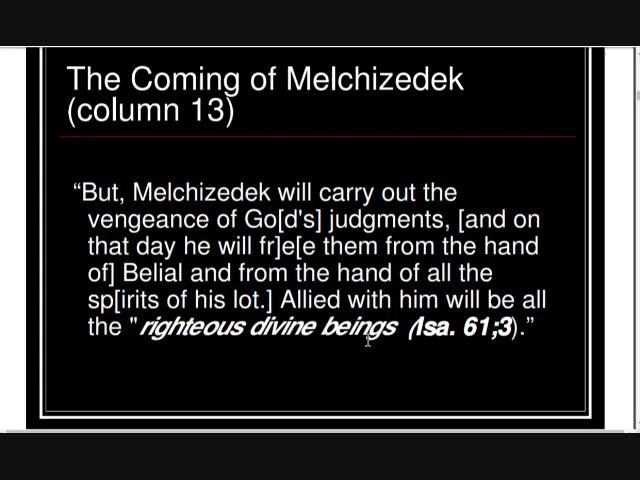 The Coming of Melchizedek
(column 13)
“But, Melchizedek will carry out the
vengeance of Go[d's] judgments, [and on
that day he will fr]e[e them from the hand
of] Belial and from the hand of all the
sp[irits of his lot.] Allied with him will be all
the "righteous divine beings (Isa. 61;3).”